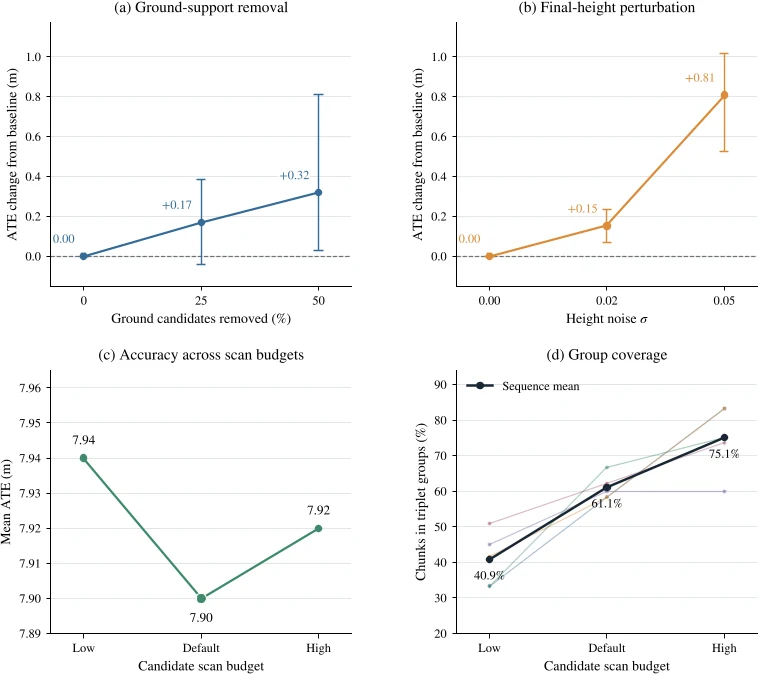 (a) Ground-support removal
ATE change from baseline (m)
1.0
0.8
0.6
0.4
0.2
0.0
0.00
+0.17
+0.32
0
25
50
Ground candidates removed (%)
(b) Final-height perturbation
ATE change from baseline (m)
1.0
0.8
0.6
0.4
0.2
0.0
0.00
+0.15
+0.81
0.00
0.02
0.05
Height noise σ
(c) Accuracy across scan budgets
Mean ATE (m)
7.96
7.95
7.94
7.93
7.92
7.91
7.90
7.89
7.94
7.90
7.92
Low
Default
High
Candidate scan budget
(d) Group coverage
Chunks in triplet groups (%)
90
80
70
60
50
40
30
20
Sequence mean
40.9%
61.1%
75.1%
Low
Default
High
Candidate scan budget